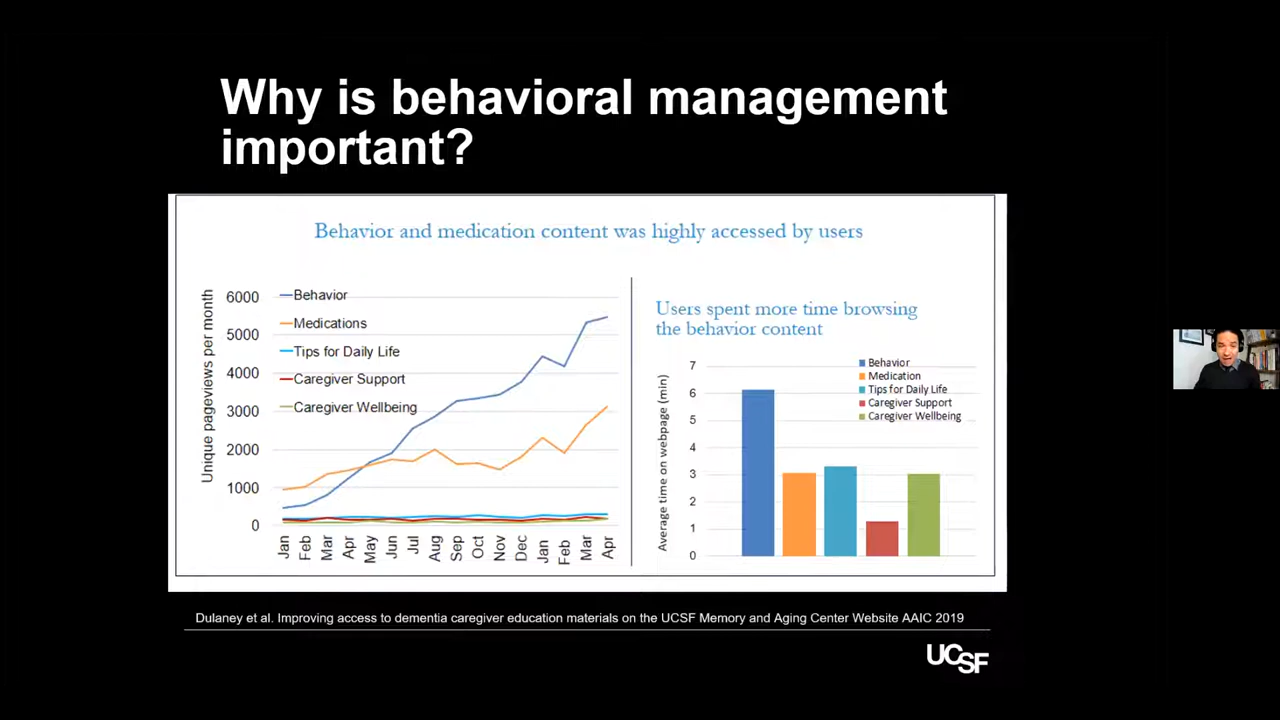 Why is behavioral management
important?
Behavior and medication content was highly accessed by users
Unique pageviews per month
6000
5000
4000
3000
2000
1000
0
Behavior
Medications
Tips for Daily Life
Caregiver Support
Caregiver Wellbeing
Jan
Feb
Mar
Apr
May
Jun
Jul
Aug
Sep
Oct
Nov
Dec
Jan
Feb
Mar
Apr
Users spent more time browsing
the behavior content
Average time on webpage (min)
7
6
5
4
3
2
1
0
Behavior
Medication
Tips for Daily Life
Caregiver Support
Caregiver Wellbeing
Dulaney et al. Improving access to dementia caregiver education materials on the UCSF Memory and Aging Center Website AAIC 2019
UCSF